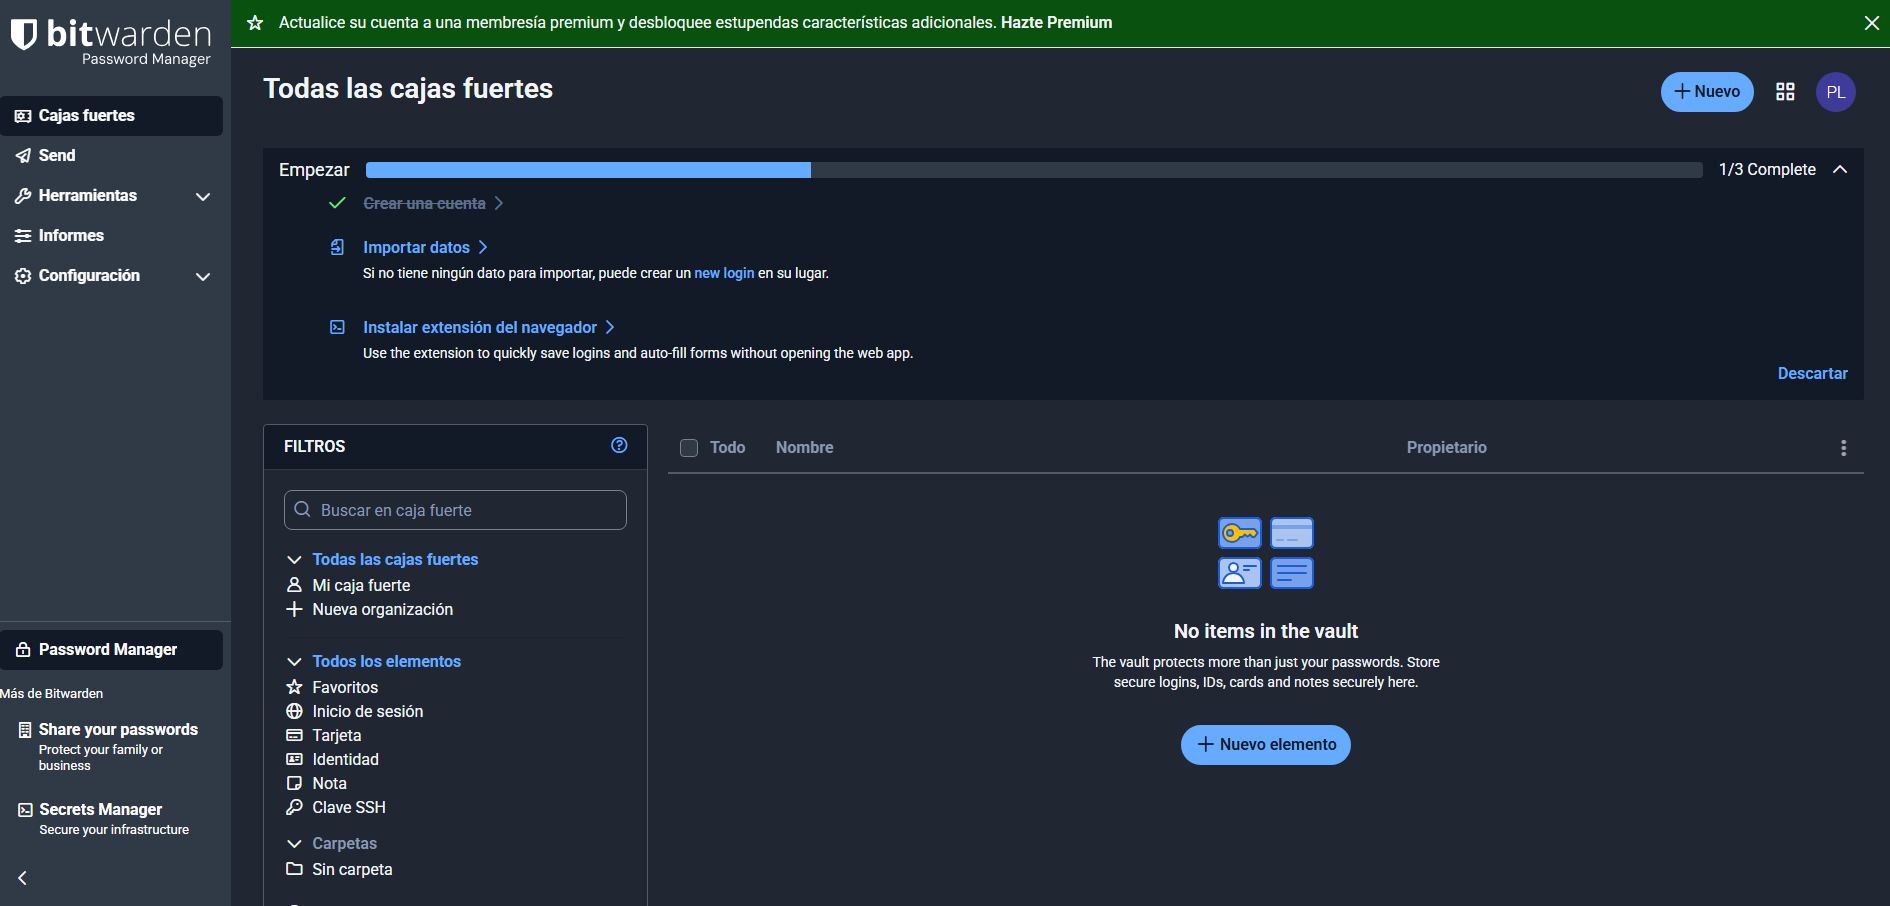 Actualice su cuenta a una membresía premium y desbloquee estupendas características adicionales. Hazte Premium
bitwarden
Password Manager
Cajas fuertes
Send
Herramientas
Informes
Configuración
Password Manager
Más de Bitwarden
Share your passwords
Protect your family or
business
Secrets Manager
Secure your infrastructure
Todas las cajas fuertes
Nuevo
PL
Empezar
1/3 Complete
Crear una cuenta
Importar datos
Si no tiene ningún dato para importar, puede crear un new login en su lugar.
Instalar extensión del navegador
Use the extension to quickly save logins and auto-fill forms without opening the web app.
Descartar
FILTROS
Buscar en caja fuerte
Todas las cajas fuertes
Mi caja fuerte
Nueva organización
Todos los elementos
Favoritos
Inicio de sesión
Tarjeta
Identidad
Nota
Clave SSH
Carpetas
Sin carpeta
Todo Nombre Propietario
No items in the vault
The vault protects more than just your passwords. Store
secure logins, IDs, cards and notes securely here.
Nuevo elemento